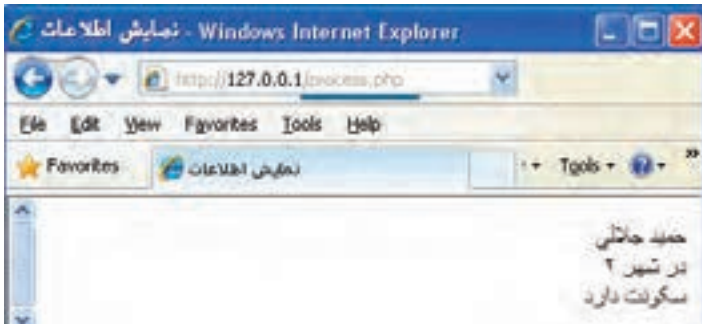 نمایش اطلاعات - Windows Internet Explorer
http://127.0.0.1/process.php
File Edit View Favorites Tools Help
Favorites نمایش اطلاعات Tools
حمید جلالی
در شهر ۲
سکونت دارد